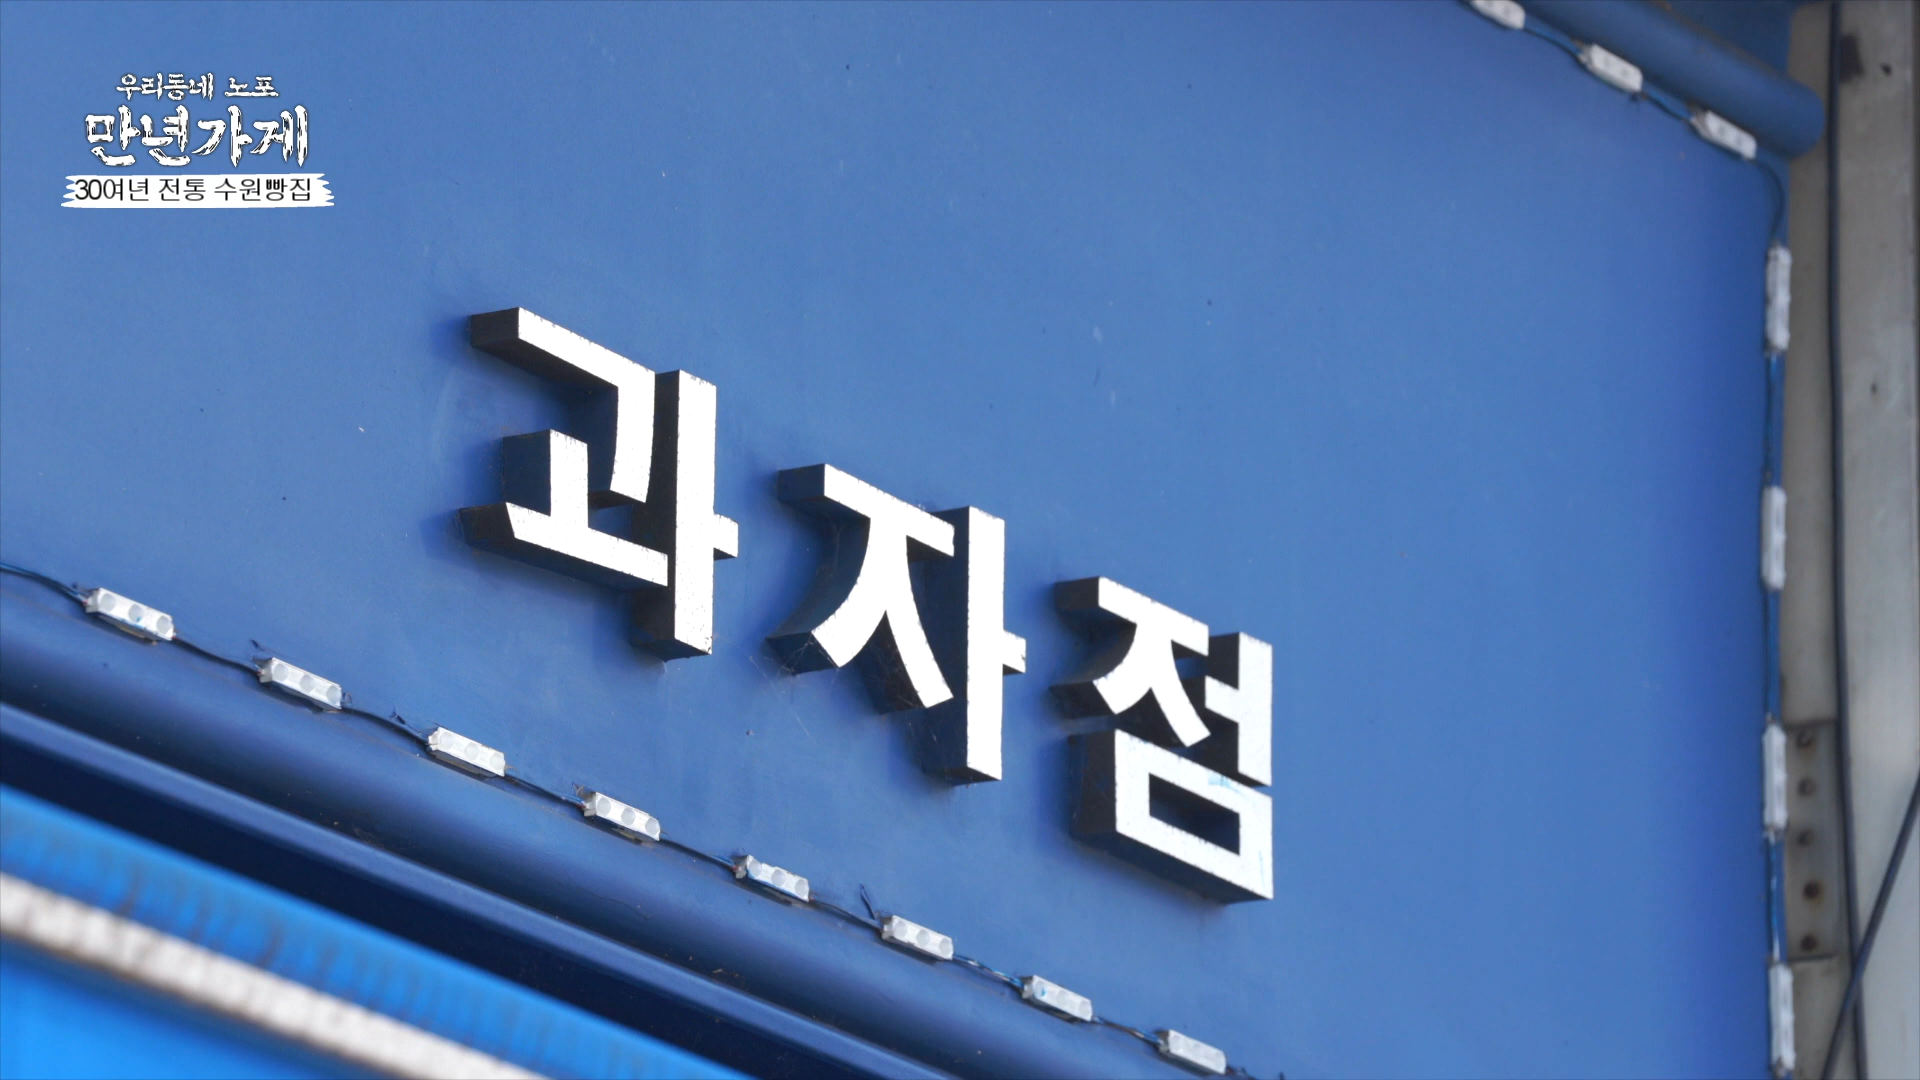 우리동네 노포
만년가게
30여년 전통 수원빵집
과자점